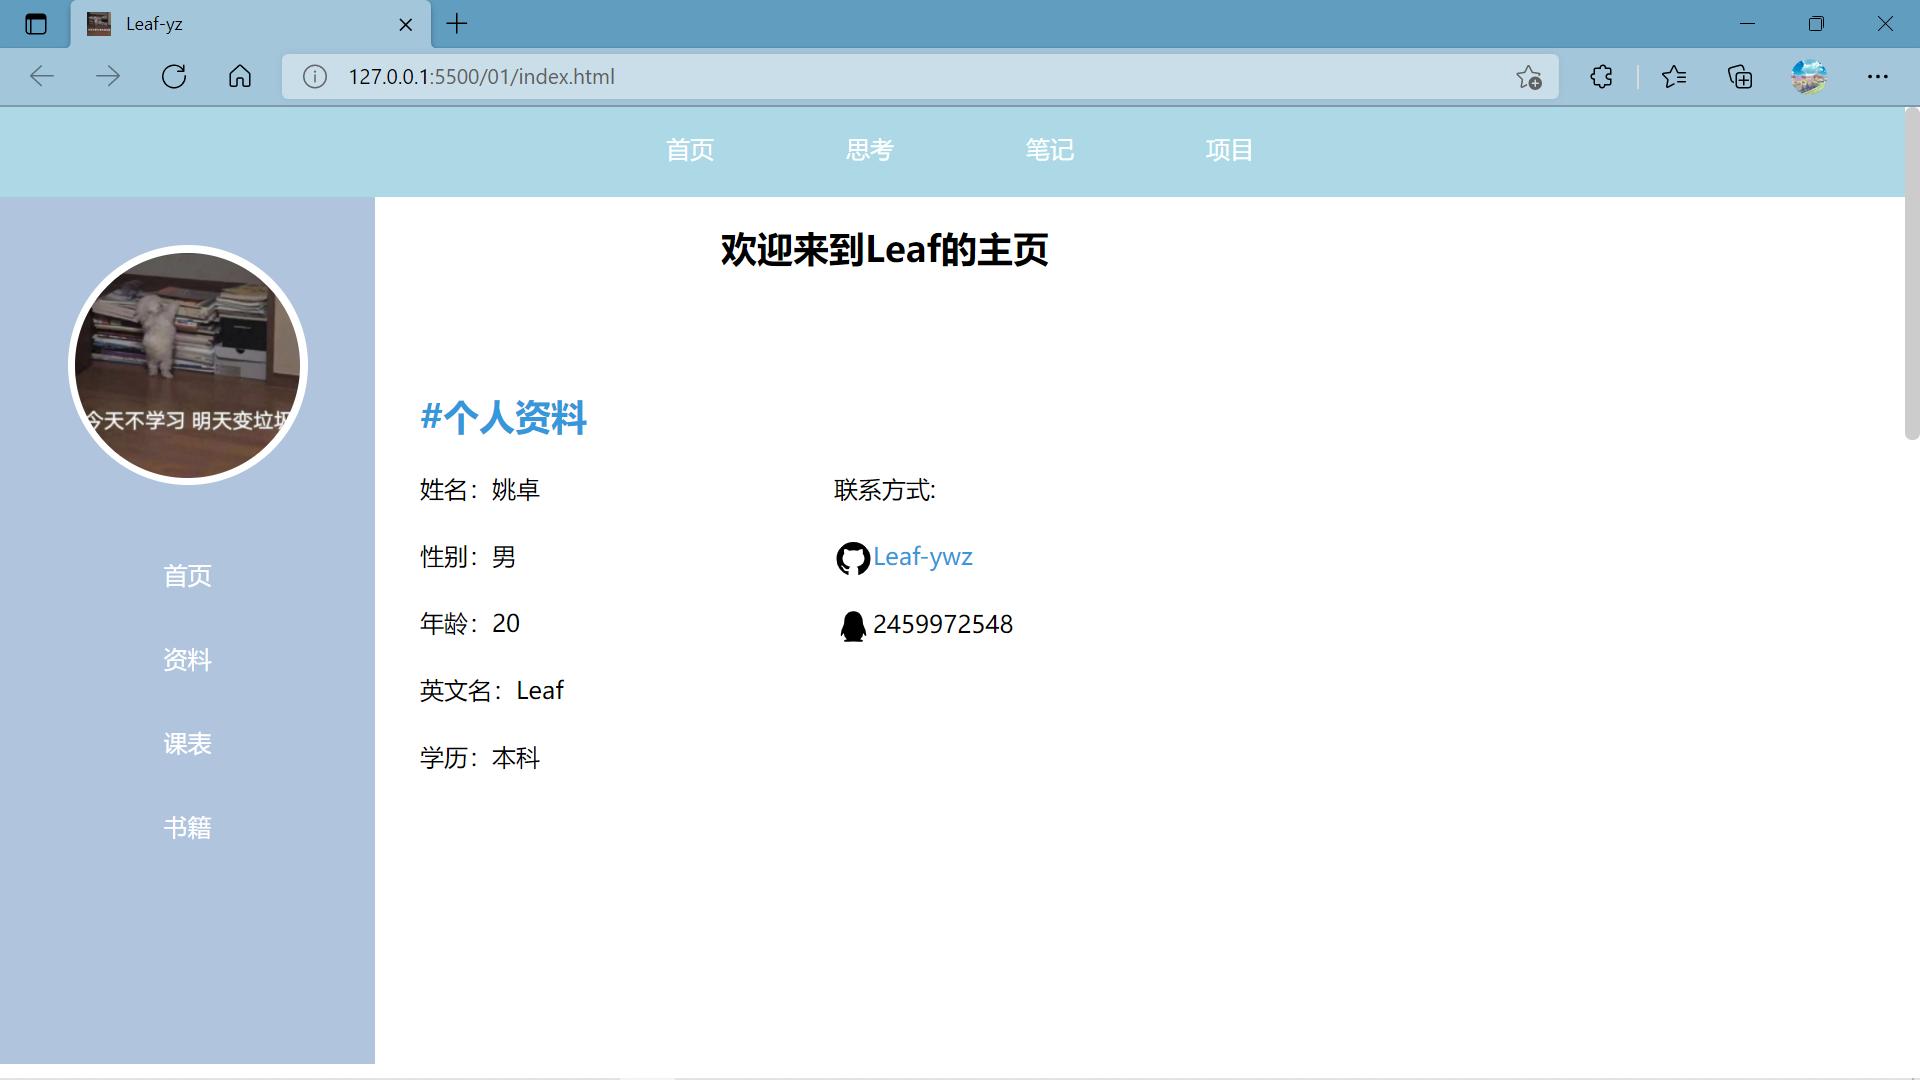 Leaf-yz
127.0.0.1:5500/01/index.html
首页 思考 笔记 项目
欢迎来到Leaf的主页
今天不学习 明天变垃圾
#个人资料
姓名：姚卓
联系方式:
性别：男
Leaf-ywz
年龄：20
2459972548
英文名：Leaf
学历：本科
首页
资料
课表
书籍